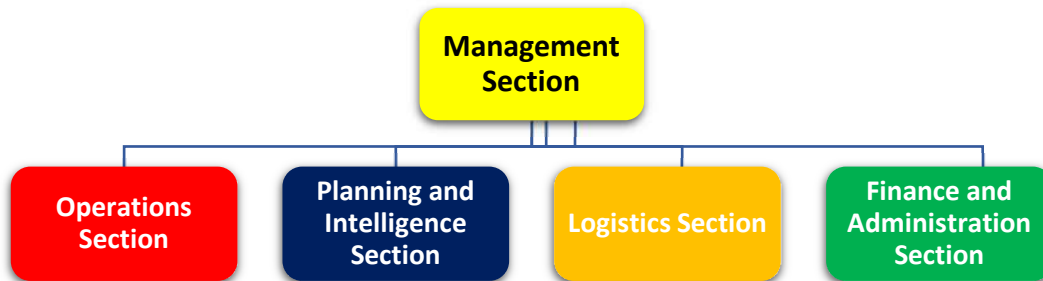 Management
Section
Operations
Section
Planning and
Intelligence
Section
Logistics Section
Finance and
Administration
Section